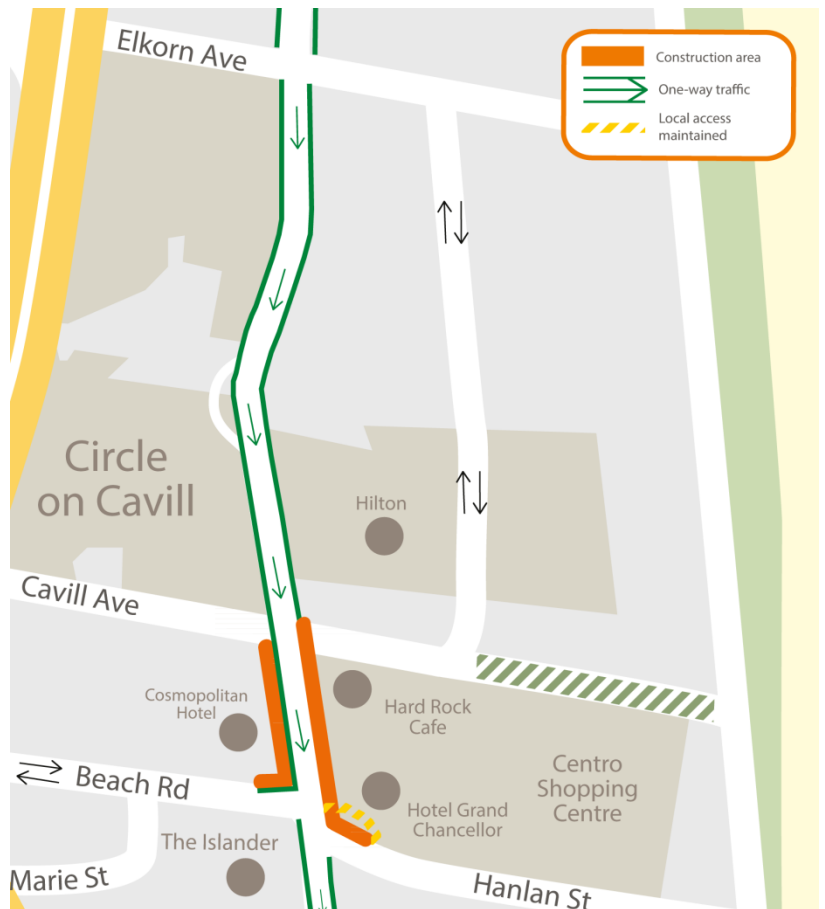 Elkorn Ave
Construction area
One-way traffic
Local access
maintained
Circle
on Cavill
Hilton
Cavill Ave
Cosmopolitan
Hotel
Hard Rock
Cafe
Centro
Shopping
Centre
Beach Rd
Hotel Grand
Chancellor
The Islander
Marie St
Hanlan St